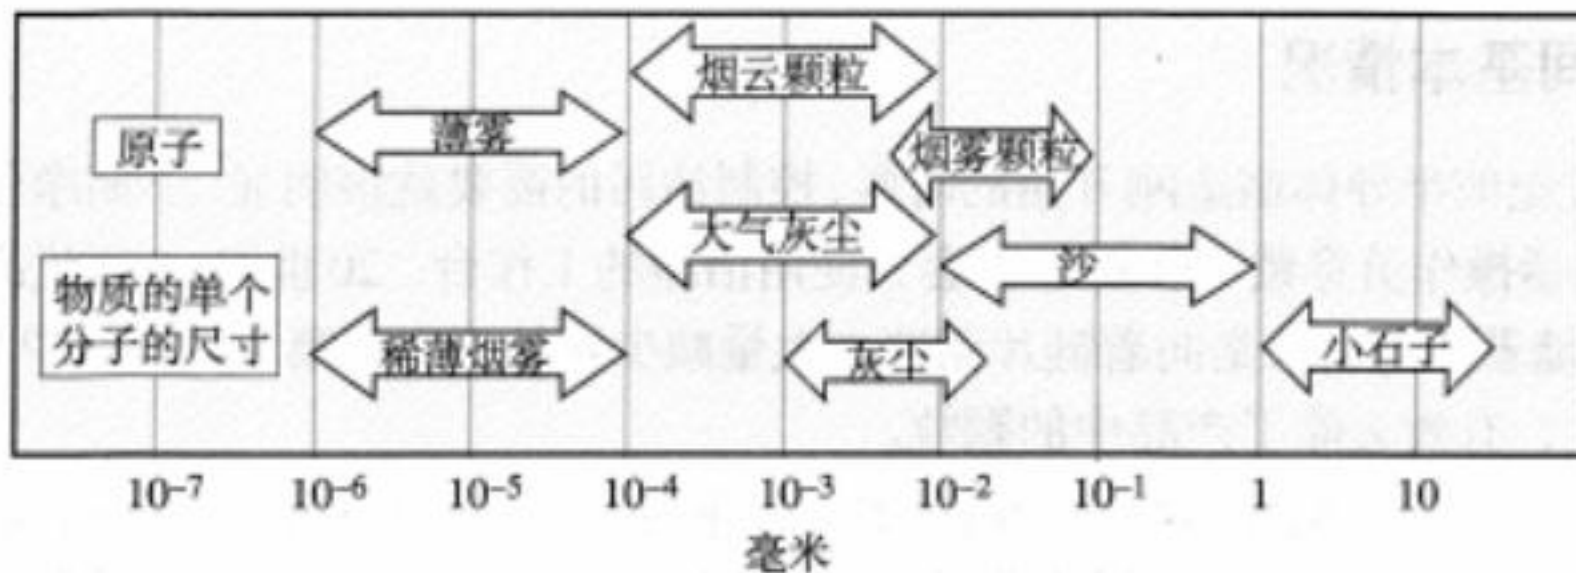 烟云颗粒
薄雾
烟雾颗粒
原子
大气灰尘
沙
物质的单个
分子的尺寸
稀薄烟雾
灰尘
小石子
10⁻⁷ 10⁻⁶ 10⁻⁵ 10⁻⁴ 10⁻³ 10⁻² 10⁻¹ 1 10
毫米